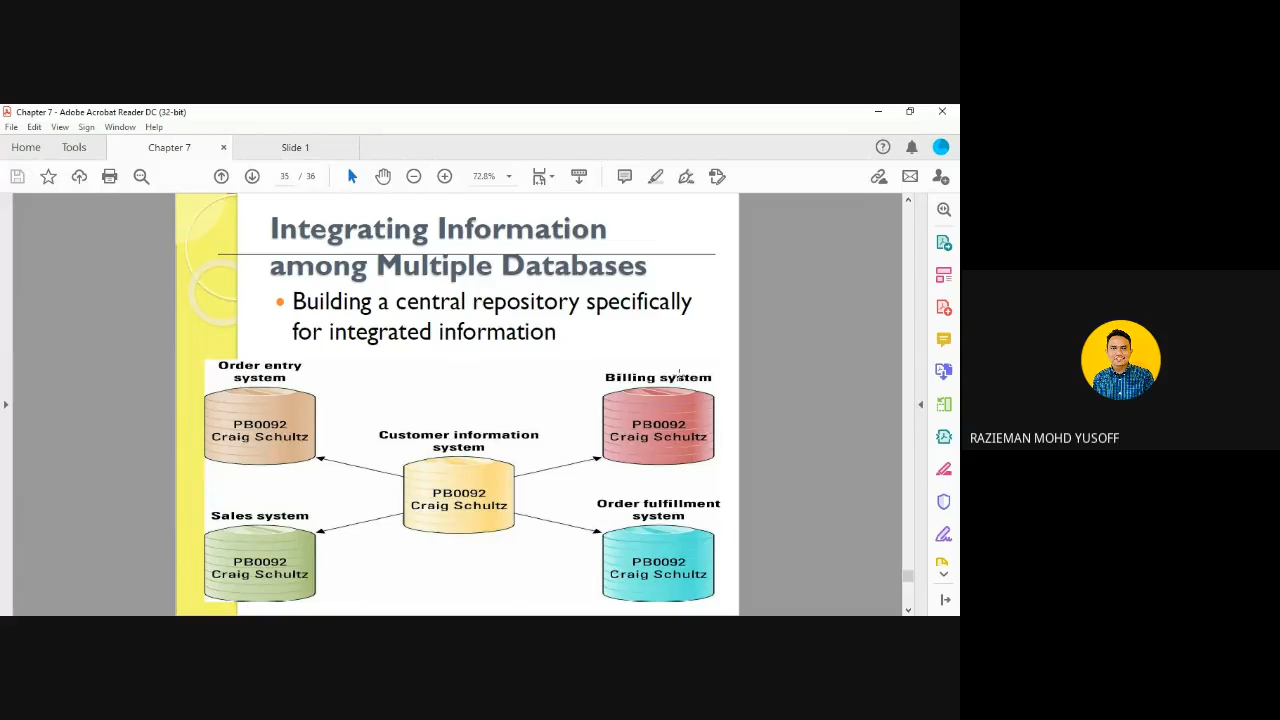 Chapter 7 - Adobe Acrobat Reader DC (32-bit)
File Edit View Sign Window Help
Home Tools Chapter 7 × Slide 1
35 / 36 72.8%
Integrating Information
among Multiple Databases
• Building a central repository specifically
for integrated information
Order entry
system
PB0092
Craig Schultz
Billing system
PB0092
Craig Schultz
Customer information
system
PB0092
Craig Schultz
Sales system
PB0092
Craig Schultz
Order fulfillment
system
PB0092
Craig Schultz
RAZIEMAN MOHD YUSOFF